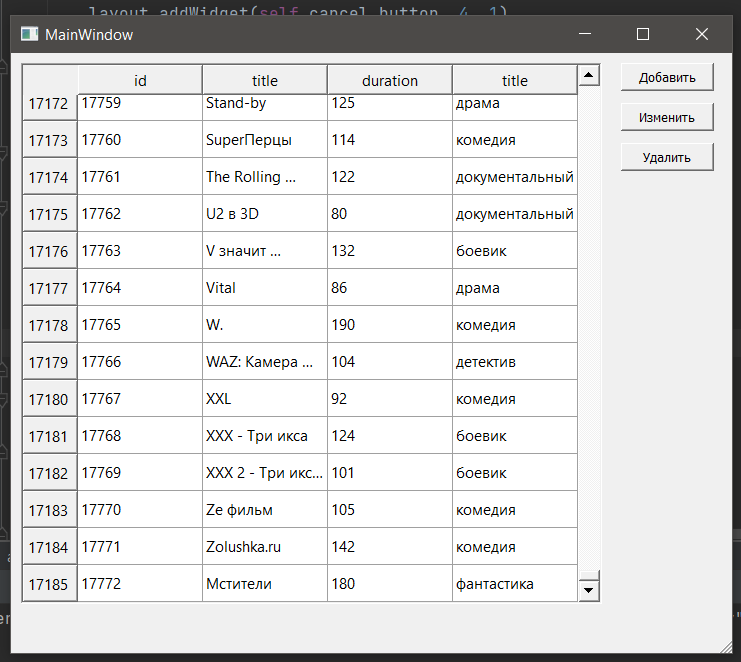 layout.addWidget(self.cancel_button, 4, 1)
MainWindow
id title duration title
17172 17759 Stand-by 125 драма
17173 17760 SuperПерцы 114 комедия
17174 17761 The Rolling ... 122 документальный
17175 17762 U2 в 3D 80 документальный
17176 17763 V значит ... 132 боевик
17177 17764 Vital 86 драма
17178 17765 W. 190 комедия
17179 17766 WAZ: Камера ... 104 детектив
17180 17767 XXL 92 комедия
17181 17768 XXX - Три икса 124 боевик
17182 17769 XXX 2 - Три икс... 101 боевик
17183 17770 Ze фильм 105 комедия
17184 17771 Zolushka.ru 142 комедия
17185 17772 Мстители 180 фантастика
Добавить
Изменить
Удалить